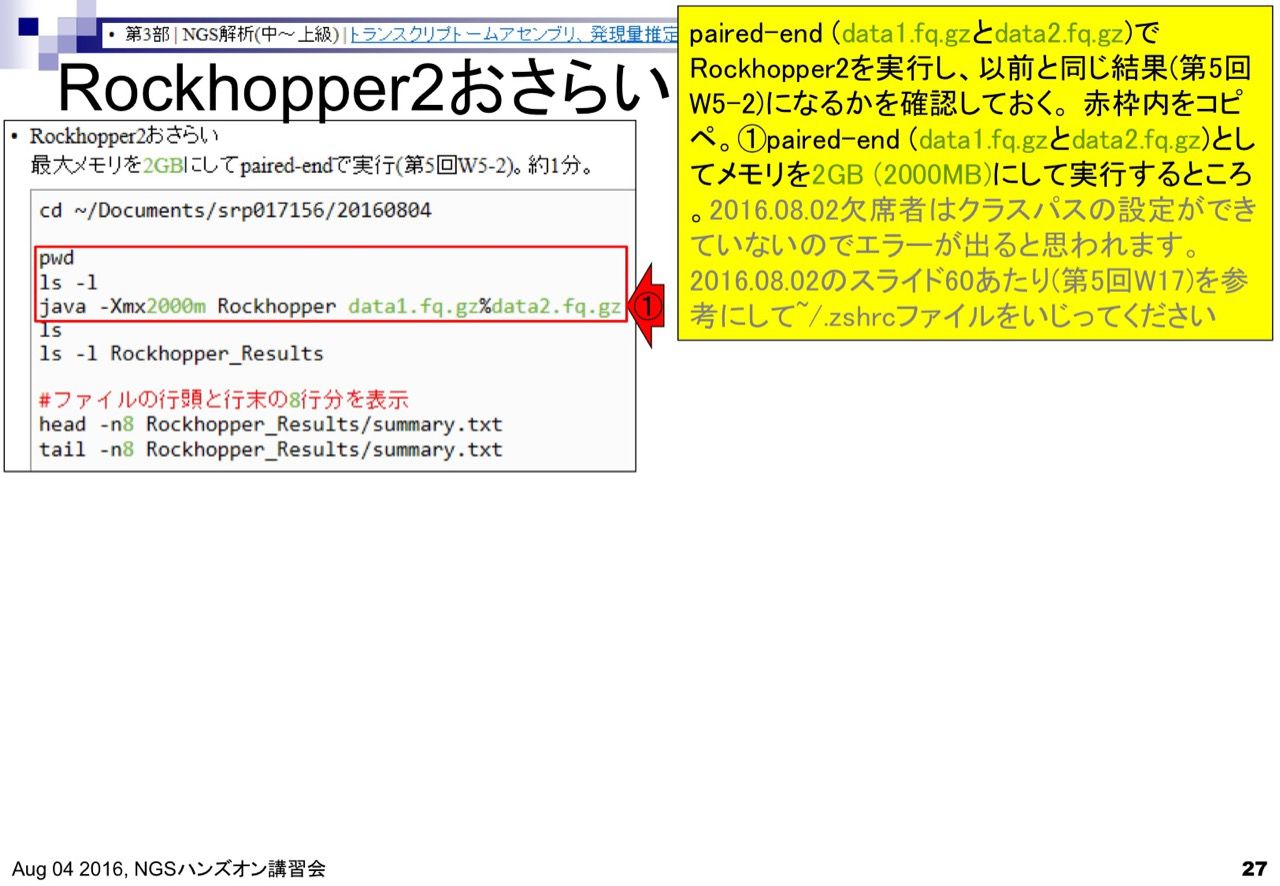 • 第3部 | NGS解析(中～上級) | トランスクリプトームアセンブリ、発現量推定
Rockhopper2おさらい
• Rockhopper2おさらい
最大メモリを2GBにしてpaired-endで実行(第5回W5-2)。約1分。
cd ~/Documents/srp017156/20160804
pwd
ls -l
java -Xmx2000m Rockhopper data1.fq.gz%data2.fq.gz
ls
ls -l Rockhopper_Results
#ファイルの行頭と行末の8行分を表示
head -n8 Rockhopper_Results/summary.txt
tail -n8 Rockhopper_Results/summary.txt
①
paired-end (data1.fq.gzとdata2.fq.gz)で
Rockhopper2を実行し、以前と同じ結果(第5回
W5-2)になるかを確認しておく。赤枠内をコピ
ペ。①paired-end (data1.fq.gzとdata2.fq.gz)とし
てメモリを2GB (2000MB)にして実行するところ
。2016.08.02欠席者はクラスパスの設定ができ
ていないのでエラーが出ると思われます。
2016.08.02のスライド60あたり(第5回W17)を参
考にして~/.zshrcファイルをいじってください
Aug 04 2016, NGSハンズオン講習会
27